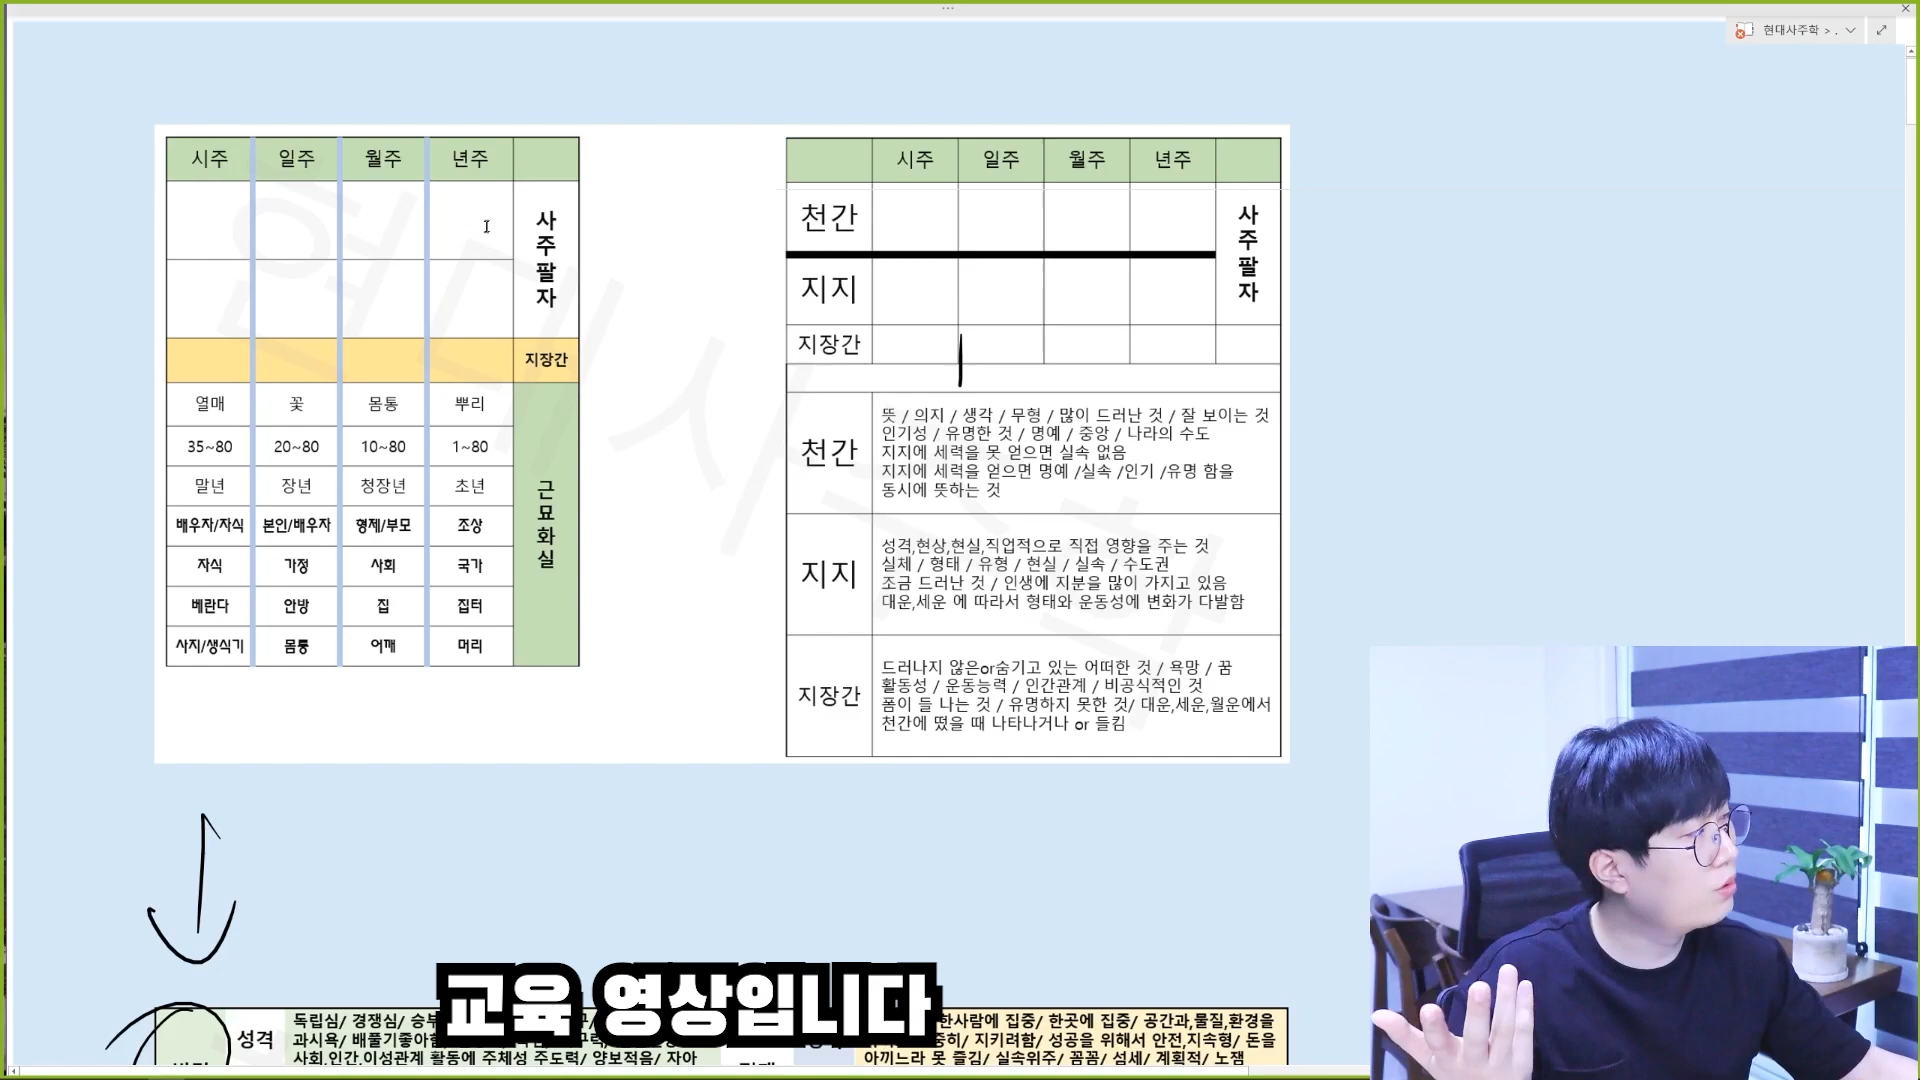 현대사주학 > .
시주 일주 월주 년주
사주팔자
지장간
열매 꽃 몸통 뿌리
35~80 20~80 10~80 1~80
말년 장년 청장년 초년
배우자/자식 본인/배우자 형제/부모 조상
자식 가정 사회 국가
베란다 안방 집 집터
사지/생식기 몸통 어깨 머리
근묘화실
시주 일주 월주 년주
천간
지지
지장간
사주팔자
천간
뜻 / 의지 / 생각 / 무형 / 많이 드러난 것 / 잘 보이는 것
인기성 / 유명한 것 / 명예 / 중앙 / 나라의 수도
지지에 세력을 못 얻으면 실속 없음
지지에 세력을 얻으면 명예 /실속 /인기 /유명 함을
동시에 뜻하는 것
지지
성격,현상,현실,직업적으로 직접 영향을 주는 것
실체 / 형태 / 유형 / 현실 / 실속 / 수도권
조금 드러난 것 / 인생에 지분을 많이 가지고 있음
대운,세운 에 따라서 형태와 운동성에 변화가 다발함
지장간
드러나지 않은or숨기고 있는 어떠한 것 / 욕망 / 꿈
활동성 / 운동능력 / 인간관계 / 비공식적인 것
폼이 들 나는 것 / 유명하지 못한 것/ 대운,세운,월운에서
천간에 떴을 때 나타나거나 or 들킴
현대사주학
교육 영상입니다
성격
독립심/ 경쟁심/
과시욕/
사회,인간,이성관계 활동에 주체성 주도력/ 양보적음/ 자아
한사람에 집중/ 한곳에 집중/ 공간과,물질,환경을
지키려함/ 성공을 위해서 안전,지속형/ 돈을
아끼느라 못 즐김/ 실속위주/ 꼼꼼/ 섬세/ 계획적/ 노잼